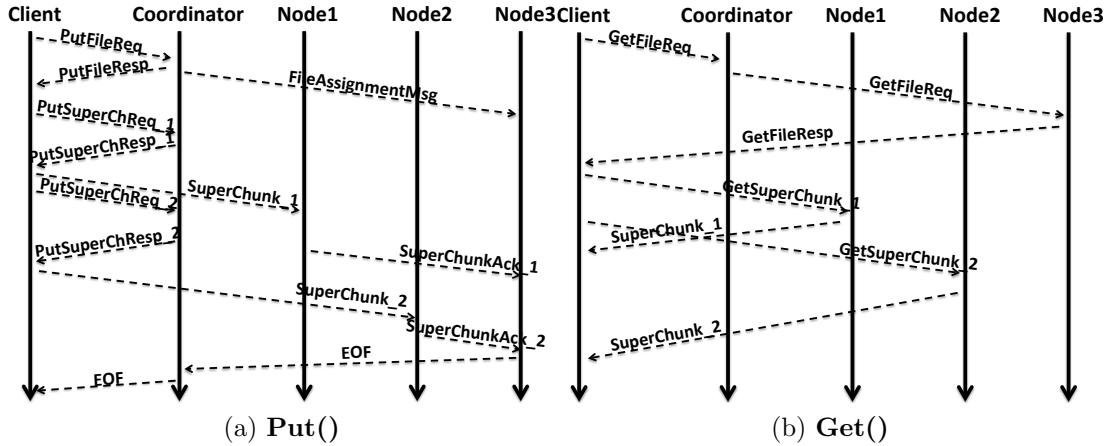 Client Coordinator Node1 Node2 Node3
PutFileReq
PutFileResp
FileAssignmentMsg
PutSuperChReq_1
PutSuperChResp_1
SuperChunk_1
PutSuperChReq_2
PutSuperChResp_2
SuperChunkAck_1
SuperChunk_2
SuperChunkAck_2
EOF
EOF
(a) Put()
Client Coordinator Node1 Node2 Node3
GetFileReq
GetFileReq
GetFileResp
GetSuperChunk_1
SuperChunk_1
GetSuperChunk_2
SuperChunk_2
(b) Get()